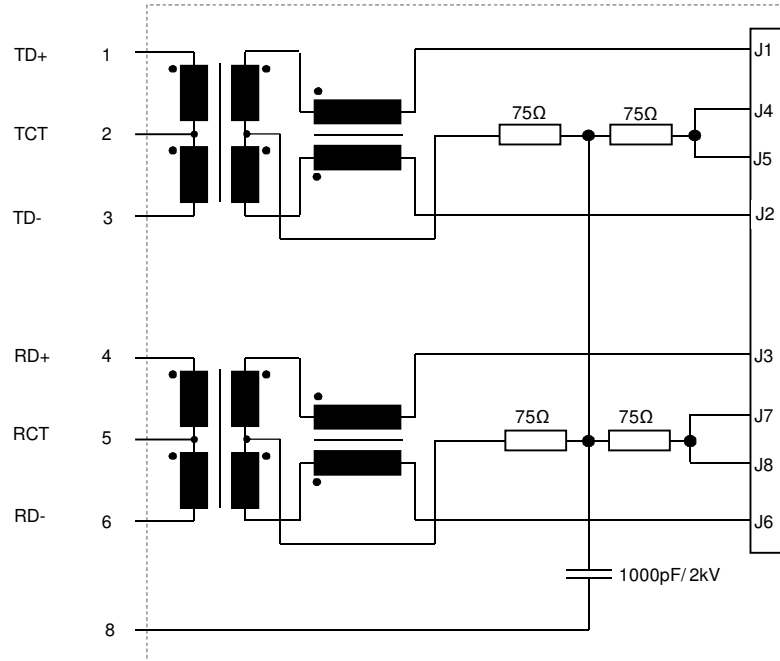 TD+ 1 J1
75Ω 75Ω J4
TCT 2
J5
TD- 3 J2
RD+ 4 J3
75Ω 75Ω J7
RCT 5
J8
RD- 6 J6
1000pF/2kV
8